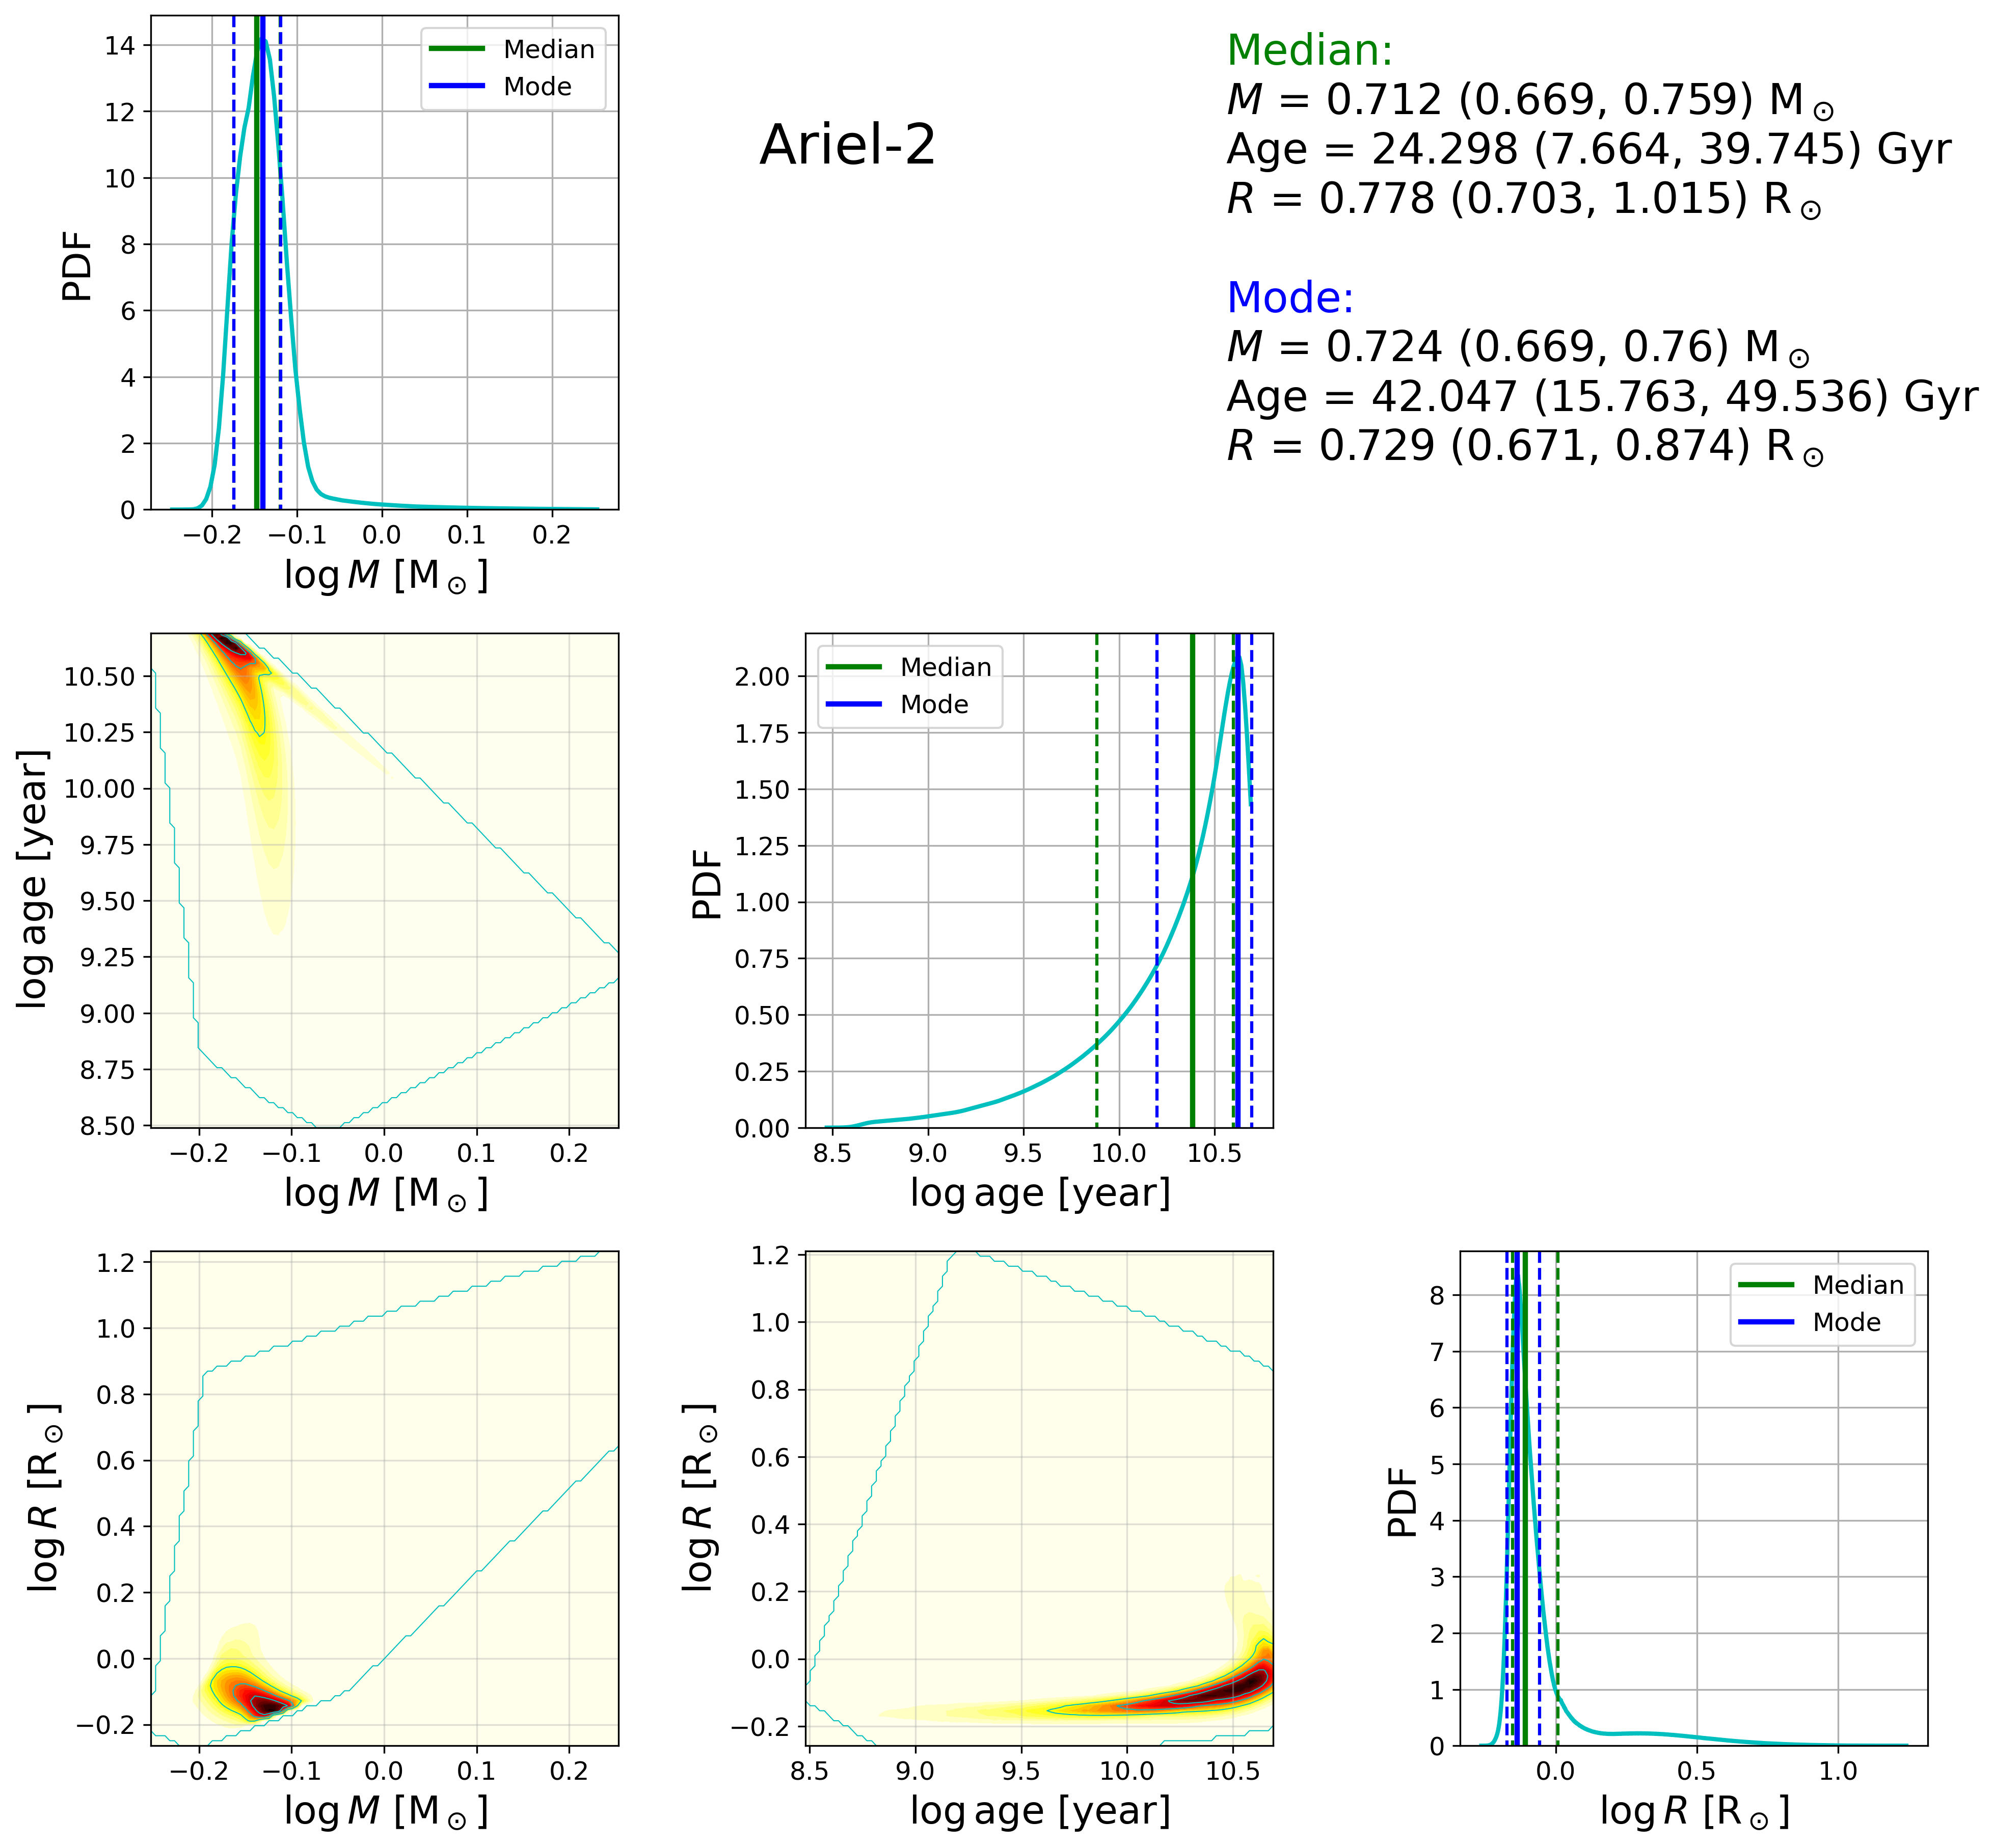 14
12
10
8
6
4
2
0
PDF
Median
Mode
−0.2 −0.1 0.0 0.1 0.2
log M [M⊙]
Ariel-2
Median:
M = 0.712 (0.669, 0.759) M⊙
Age = 24.298 (7.664, 39.745) Gyr
R = 0.778 (0.703, 1.015) R⊙
Mode:
M = 0.724 (0.669, 0.76) M⊙
Age = 42.047 (15.763, 49.536) Gyr
R = 0.729 (0.671, 0.874) R⊙
10.50
10.25
10.00
9.75
9.50
9.25
9.00
8.75
8.50
log age [year]
−0.2 −0.1 0.0 0.1 0.2
log M [M⊙]
2.00
1.75
1.50
1.25
1.00
0.75
0.50
0.25
0.00
PDF
Median
Mode
8.5 9.0 9.5 10.0 10.5
log age [year]
1.2
1.0
0.8
0.6
0.4
0.2
0.0
−0.2
log R [R⊙]
−0.2 −0.1 0.0 0.1 0.2
log M [M⊙]
1.2
1.0
0.8
0.6
0.4
0.2
0.0
−0.2
log R [R⊙]
8.5 9.0 9.5 10.0 10.5
log age [year]
8
7
6
5
4
3
2
1
0
PDF
Median
Mode
0.0 0.5 1.0
log R [R⊙]